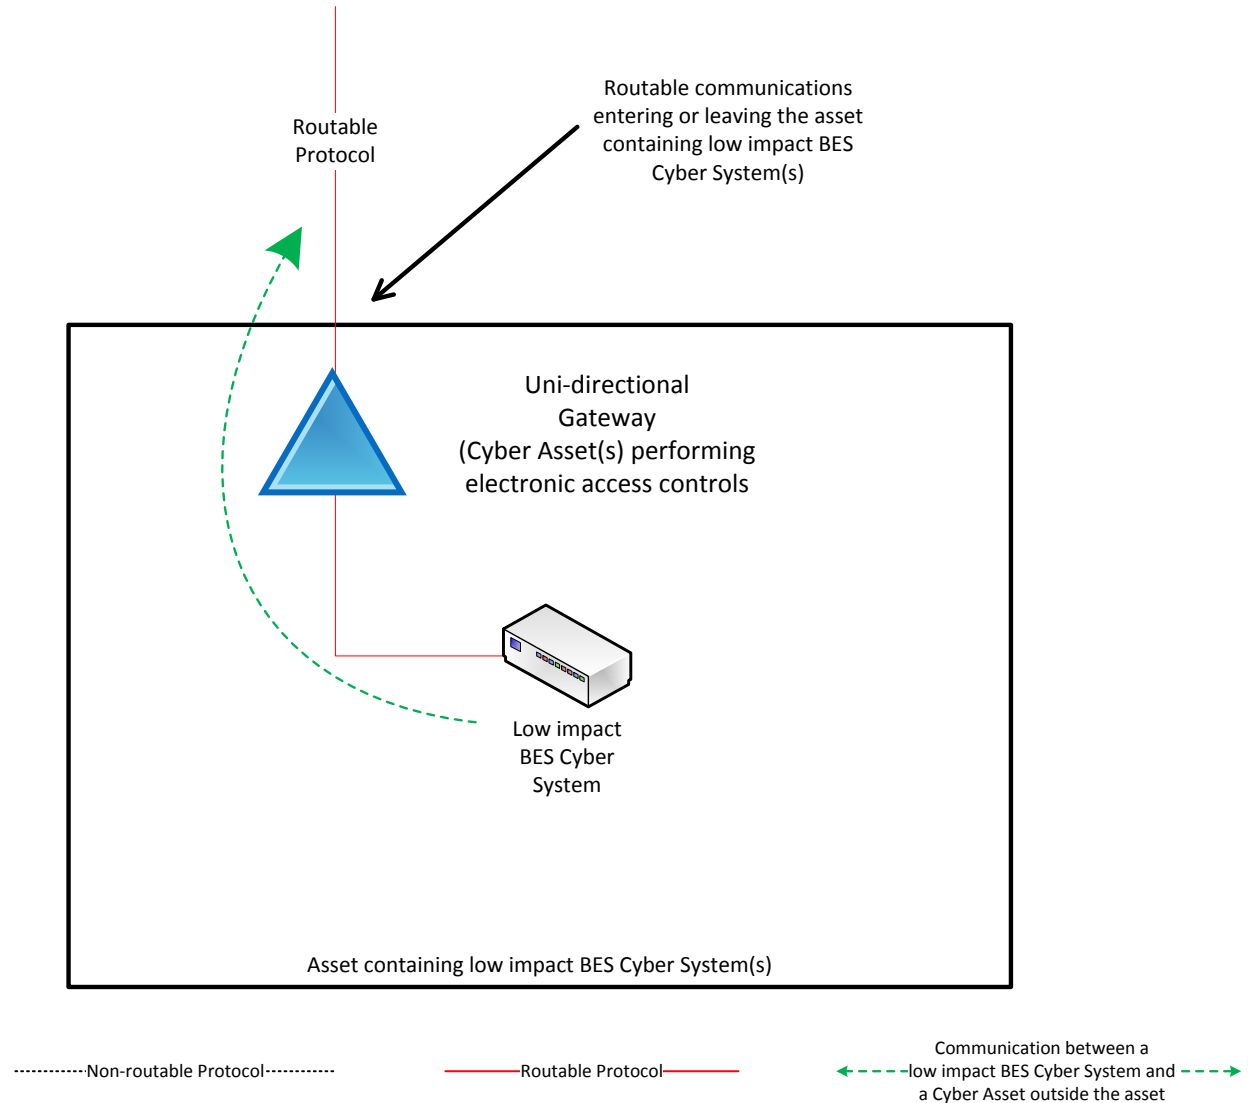 Routable
Protocol
Routable communications
entering or leaving the asset
containing low impact BES
Cyber System(s)
Uni-directional
Gateway
(Cyber Asset(s) performing
electronic access controls
Low impact
BES Cyber
System
Asset containing low impact BES Cyber System(s)
Non-routable Protocol
Routable Protocol
Communication between a
low impact BES Cyber System and
a Cyber Asset outside the asset